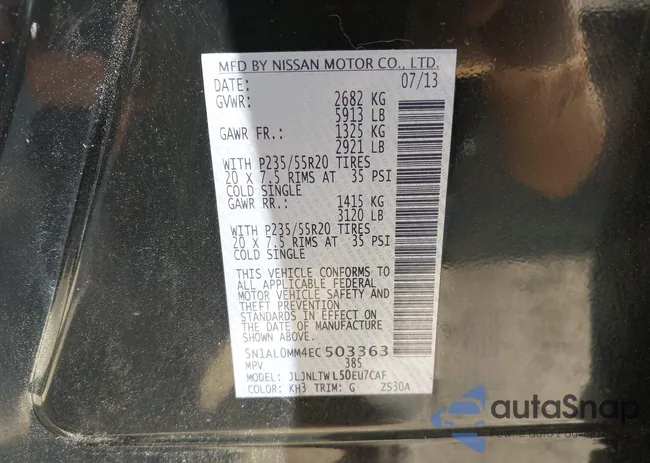 MFD BY NISSAN MOTOR CO., LTD.
DATE: 07/13
GVWR: 2682 KG
5913 LB
GAWR FR.: 1325 KG
2921 LB
WITH P235/55R20 TIRES
20 X 7.5 RIMS AT 35 PSI
COLD SINGLE
GAWR RR.: 1415 KG
3120 LB
WITH P235/55R20 TIRES
20 X 7.5 RIMS AT 35 PSI
COLD SINGLE
THIS VEHICLE CONFORMS TO
ALL APPLICABLE FEDERAL
MOTOR VEHICLE SAFETY AND
THEFT PREVENTION
STANDARDS IN EFFECT ON
THE DATE OF MANUFACTURE
SHOWN ABOVE.
5N1AL0MM4EC503363
MPV 385
MODEL: JLJNLTWL50EU7CAF
COLOR: KH3 TRIM: G ZS30A
autaSnap
Pewne auta z autostrady